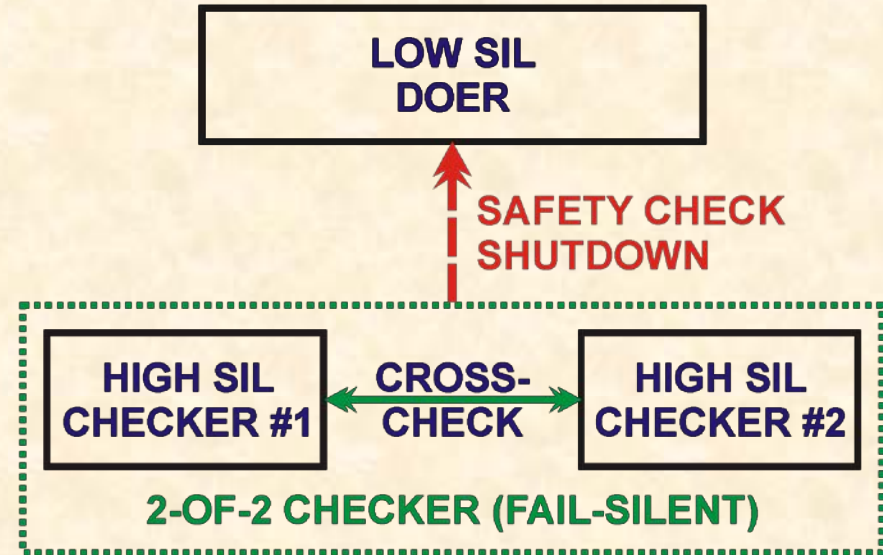 LOW SIL
DOER
SAFETY CHECK
SHUTDOWN
HIGH SIL
CHECKER #1
CROSS-
CHECK
HIGH SIL
CHECKER #2
2-OF-2 CHECKER (FAIL-SILENT)